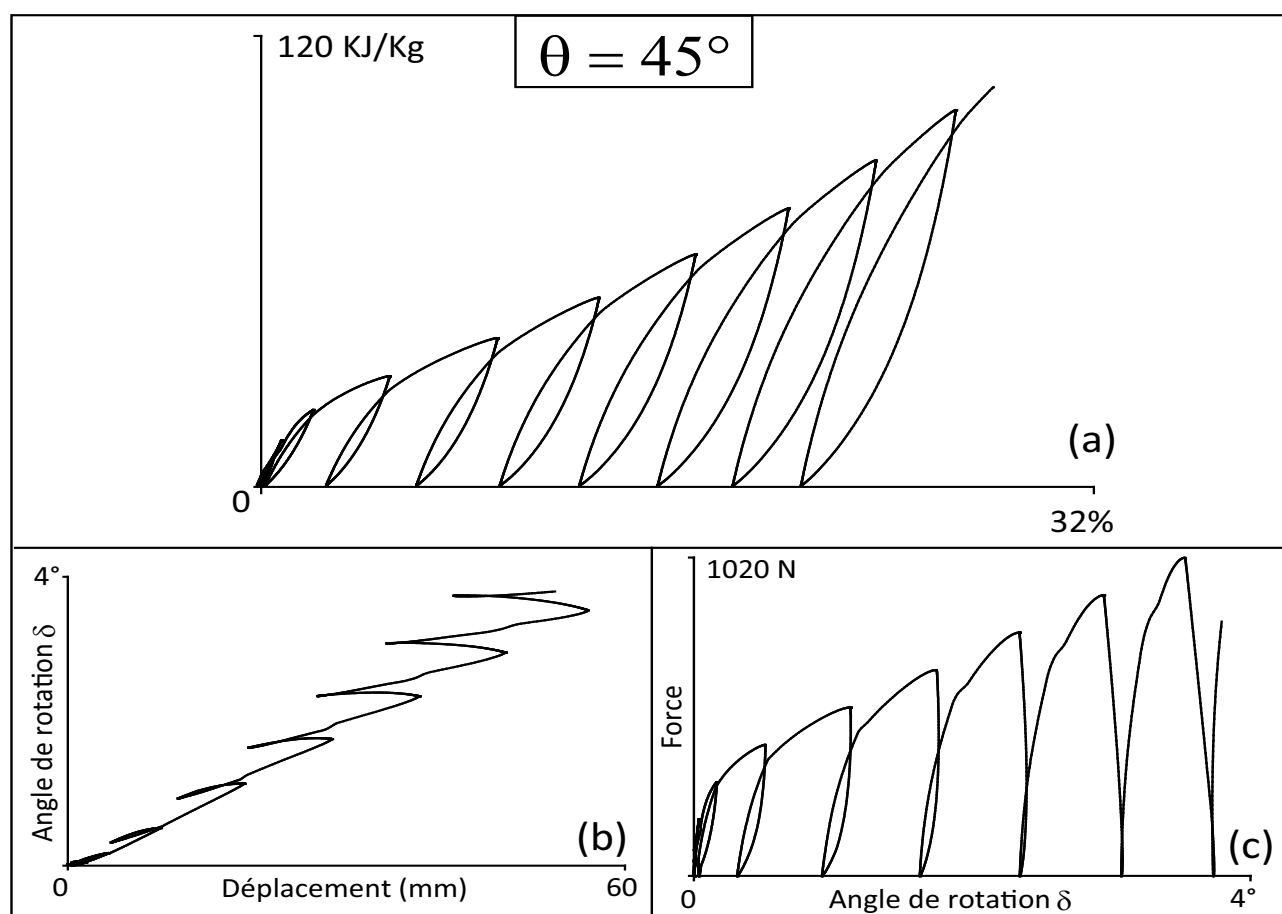 120 KJ/Kg
θ = 45°
(a)
0
32%
4°
Angle de rotation δ
(b)
0
Déplacement (mm)
60
1020 N
Force
(c)
0
Angle de rotation δ
4°